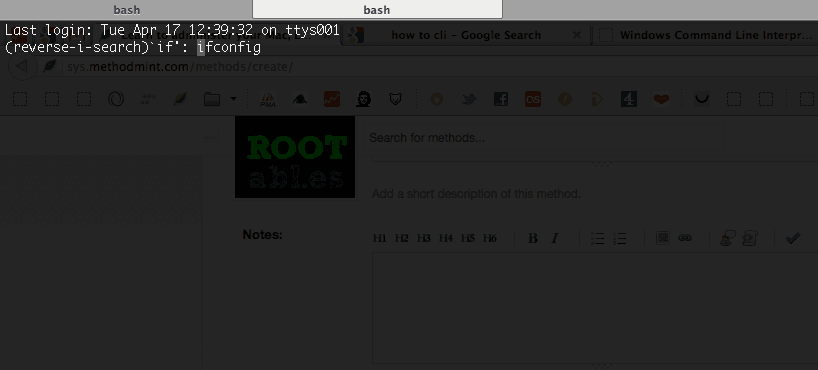 bash
bash
Last login: Tue Apr 17 12:39:32 on ttys001
(reverse-i-search)`if': ifconfig
how to cli – Google Search
Windows Command Line Interpr...
sys.methodmint.com/methods/create/
ROOT
ables
Search for methods...
Add a short description of this method.
Notes:
H1 H2 H3 H4 H5 H6 B I